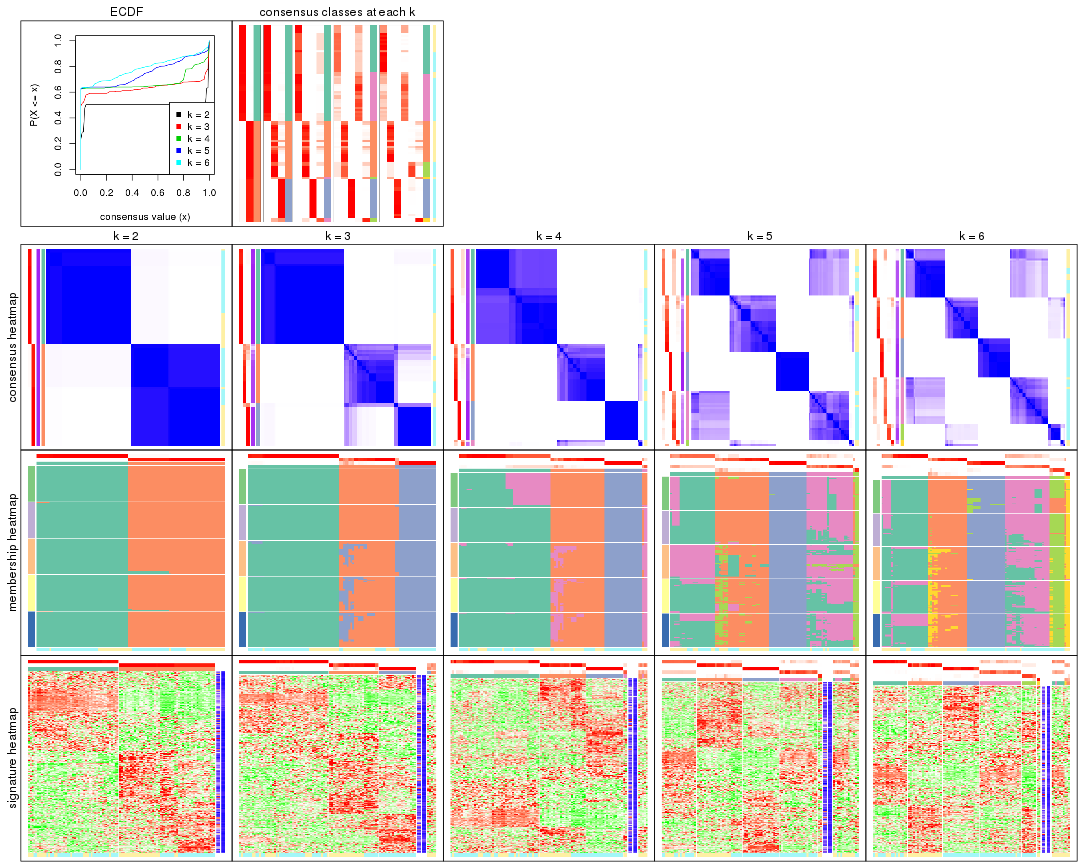 ECDF
consensus classes at each k
P(X <= x)
0.0 0.2 0.4 0.6 0.8 1.0
k = 2
k = 3
k = 4
k = 5
k = 6
0.0 0.2 0.4 0.6 0.8 1.0
consensus value (x)
k = 2
k = 3
k = 4
k = 5
k = 6
consensus heatmap
membership heatmap
signature heatmap